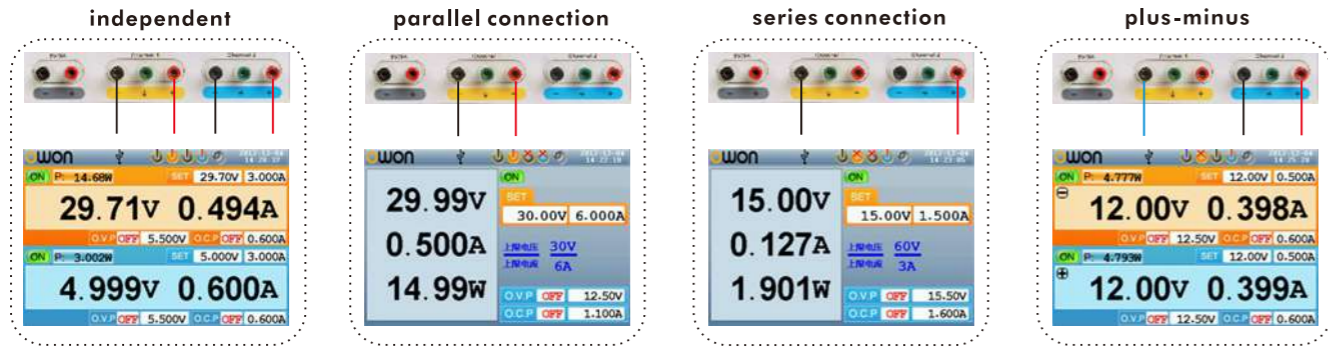 independent
parallel connection
series connection
plus-minus
Channel 1
Channel 2
owon
ON P: 14.68W SET 29.70V 3.000A
29.71V 0.494A
O.V.P OFF 5.500V O.C.P OFF 0.600A
ON P: 3.002W SET 5.000V 3.000A
4.999V 0.600A
O.V.P OFF 5.500V O.C.P OFF 0.600A
owon
29.99V
0.500A
14.99W
ON
SET
30.00V 6.000A
上限电压 30V
上限电流 6A
O.V.P OFF 12.50V
O.C.P OFF 1.100A
owon
15.00V
0.127A
1.901W
ON
SET
15.00V 1.500A
上限电压 60V
上限电流 3A
O.V.P OFF 15.50V
O.C.P OFF 1.600A
owon
ON P: 4.777W SET 12.00V 0.500A
12.00V 0.398A
O.V.P OFF 12.50V O.C.P OFF 0.600A
ON P: 4.793W SET 12.00V 0.500A
12.00V 0.399A
O.V.P OFF 12.50V O.C.P OFF 0.600A